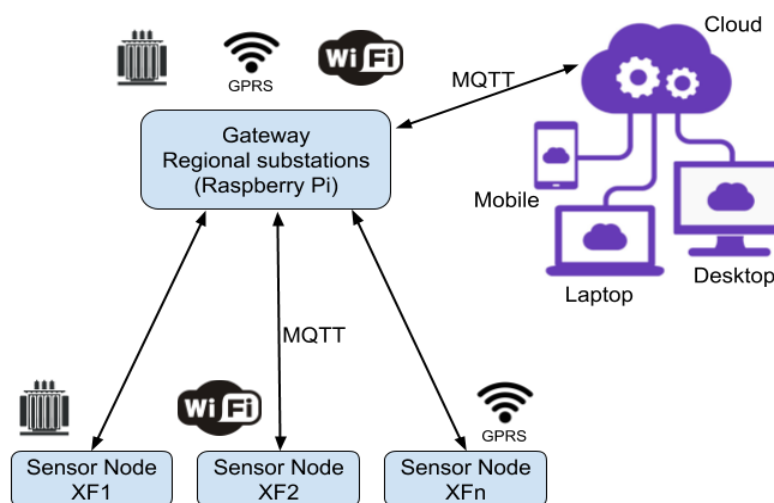 Cloud
GPRS
WiFi
MQTT
Gateway
Regional substations
(Raspberry Pi)
Mobile
Laptop
Desktop
MQTT
WiFi
GPRS
Sensor Node
XF1
Sensor Node
XF2
Sensor Node
XFn